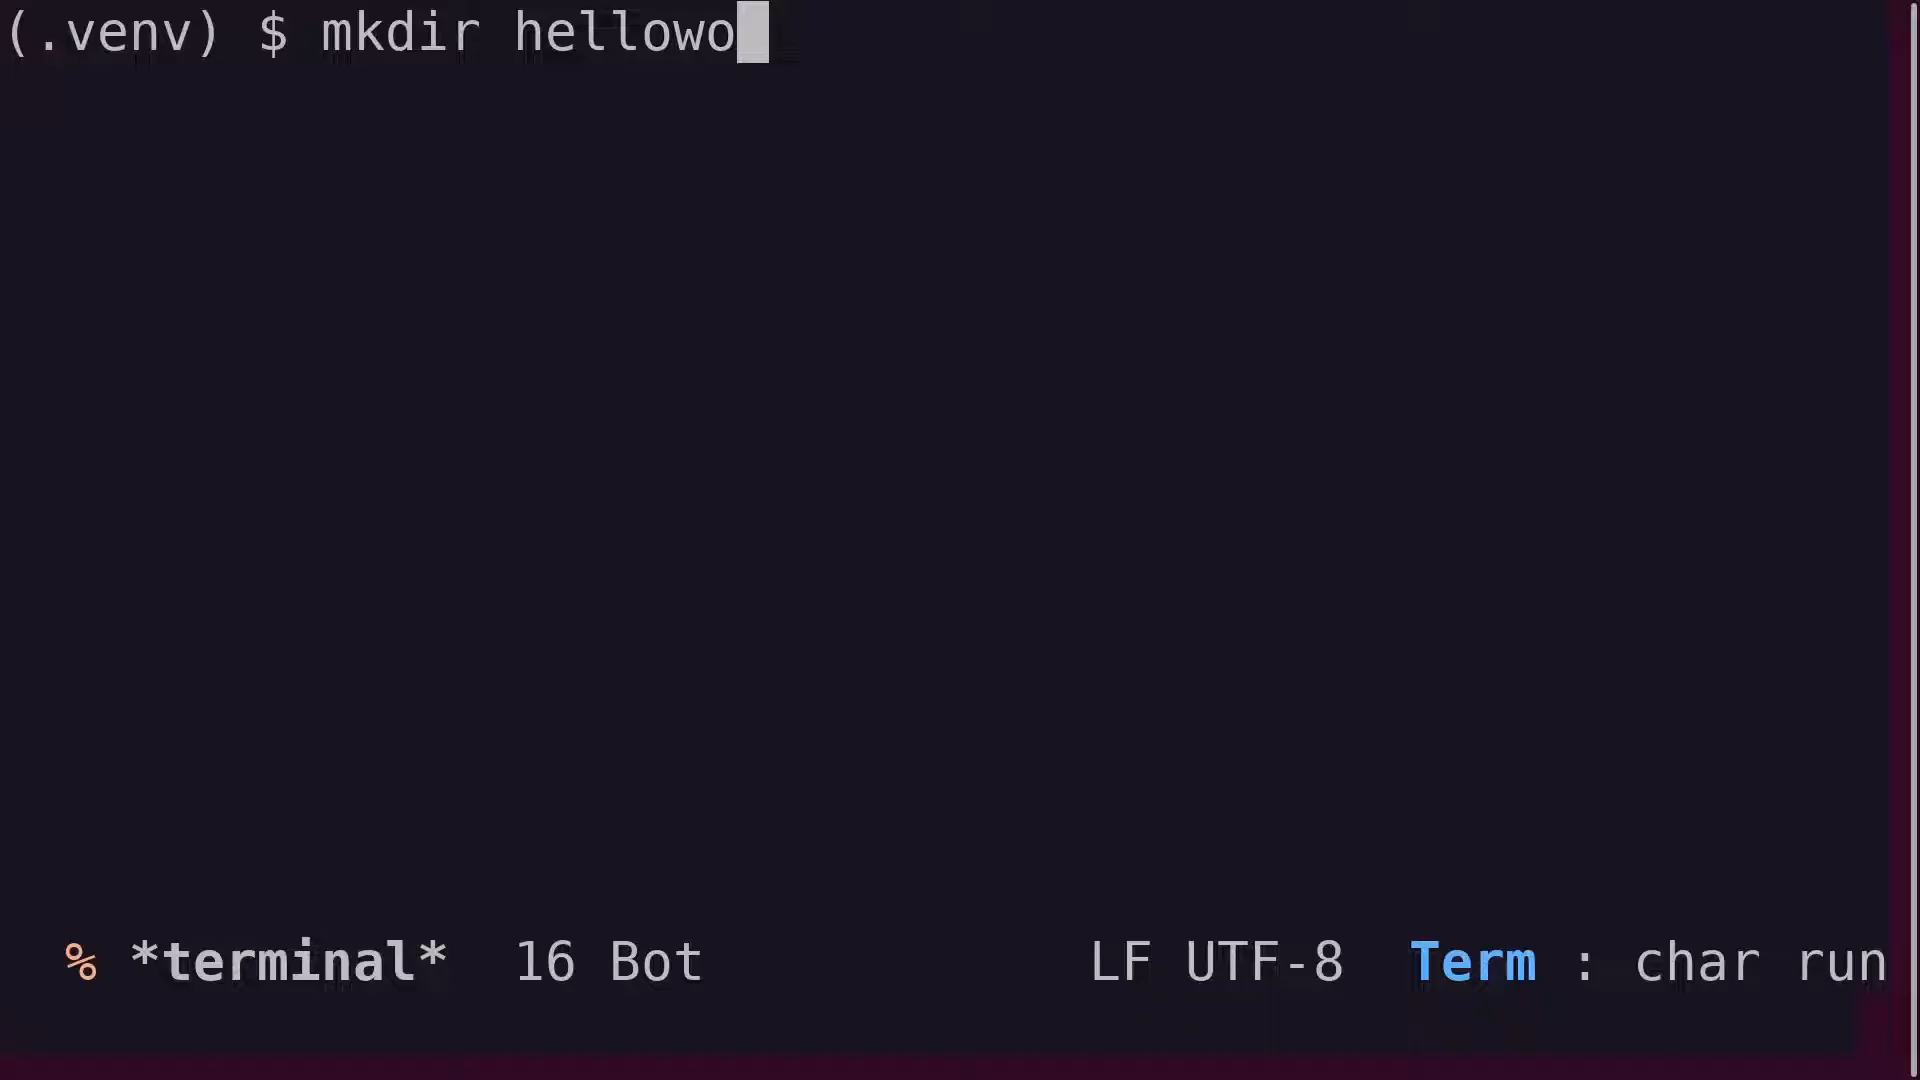 (.venv) $ mkdir hellowo
% *terminal* 16 Bot LF UTF-8 Term : char run